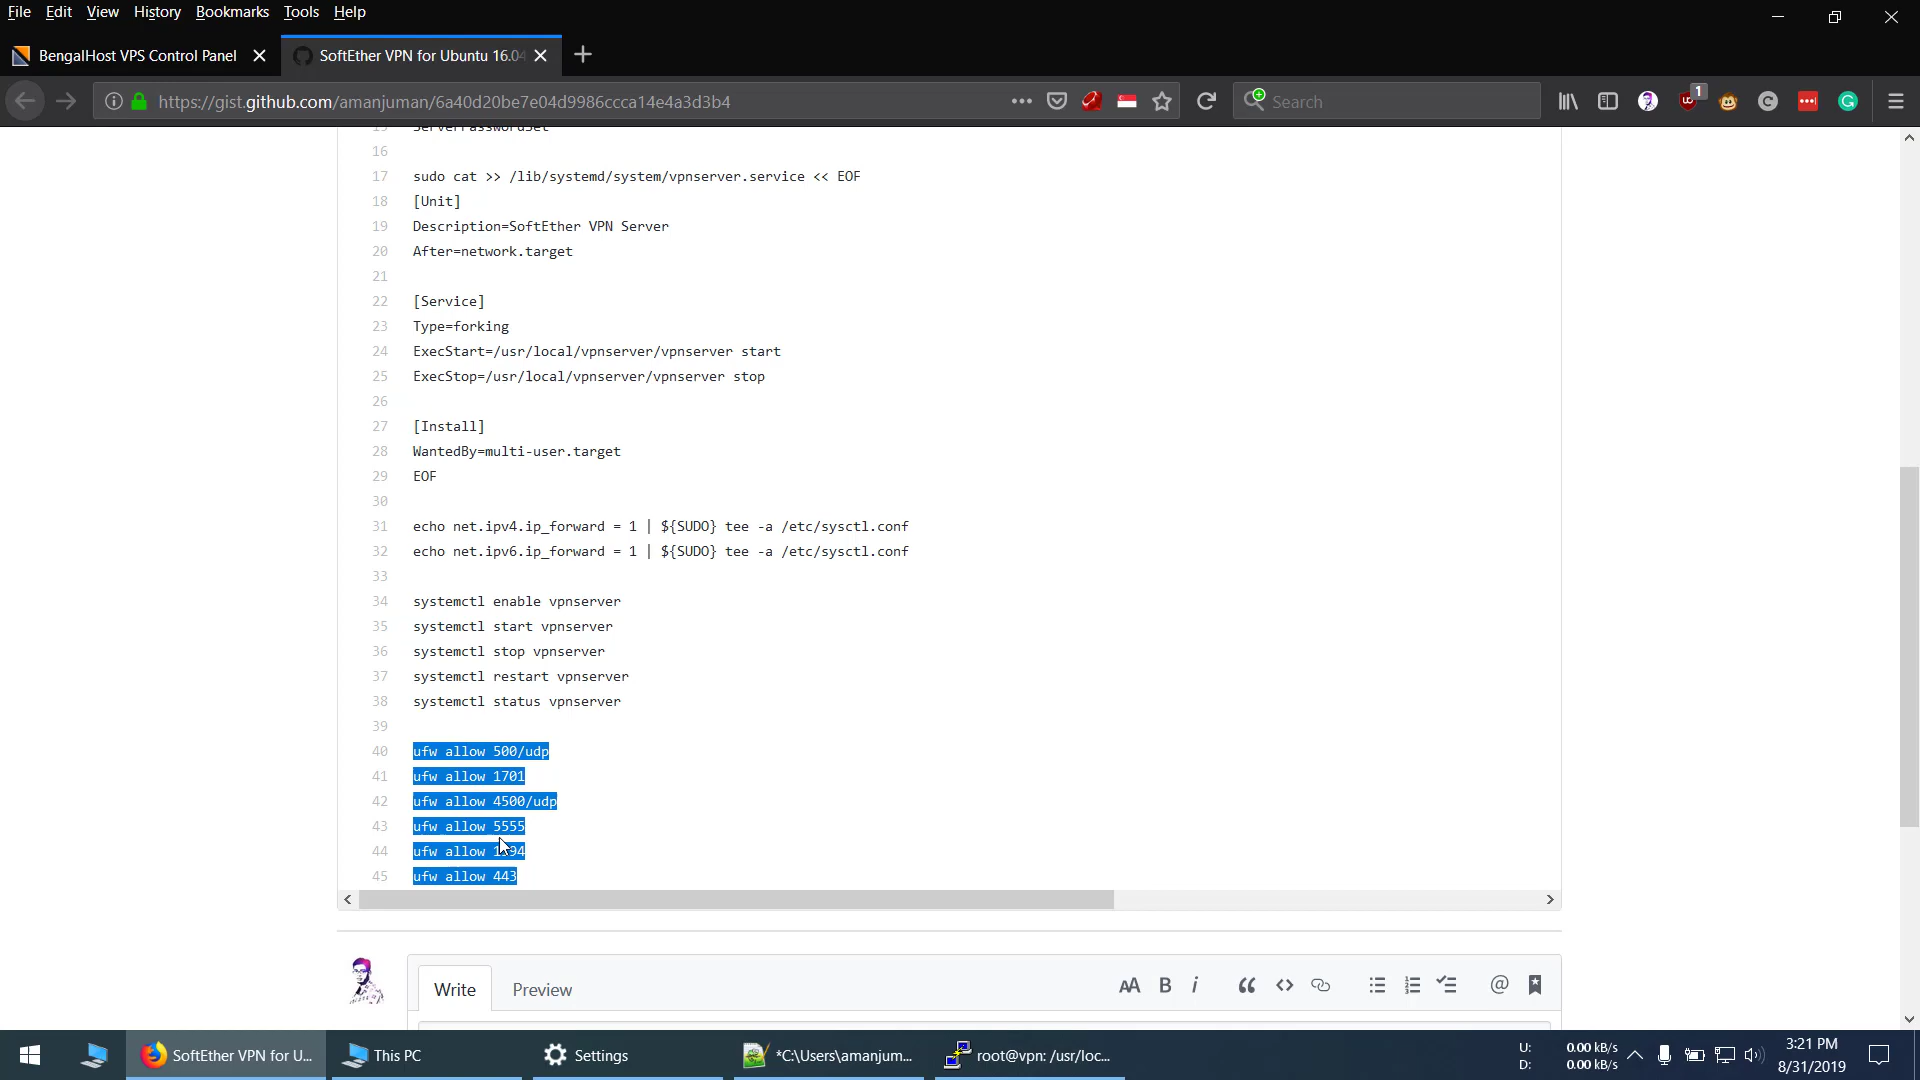 File Edit View History Bookmarks Tools Help
BengalHost VPS Control Panel
SoftEther VPN for Ubuntu 16.04
https://gist.github.com/amanjuman/6a40d20be7e04d9986ccca14e4a3d3b4
Search
1
15 ServerPasswordSet
16
17 sudo cat >> /lib/systemd/system/vpnserver.service << EOF
18 [Unit]
19 Description=SoftEther VPN Server
20 After=network.target
21
22 [Service]
23 Type=forking
24 ExecStart=/usr/local/vpnserver/vpnserver start
25 ExecStop=/usr/local/vpnserver/vpnserver stop
26
27 [Install]
28 WantedBy=multi-user.target
29 EOF
30
31 echo net.ipv4.ip_forward = 1 | ${SUDO} tee -a /etc/sysctl.conf
32 echo net.ipv6.ip_forward = 1 | ${SUDO} tee -a /etc/sysctl.conf
33
34 systemctl enable vpnserver
35 systemctl start vpnserver
36 systemctl stop vpnserver
37 systemctl restart vpnserver
38 systemctl status vpnserver
39
40 ufw allow 500/udp
41 ufw allow 1701
42 ufw allow 4500/udp
43 ufw allow 5555
44 ufw allow 1194
45 ufw allow 443
Write Preview
SoftEther VPN for U...
This PC
Settings
*C:\Users\amanjum...
root@vpn: /usr/loc...
U: 0.00 kB/s
D: 0.00 kB/s
3:21 PM
8/31/2019